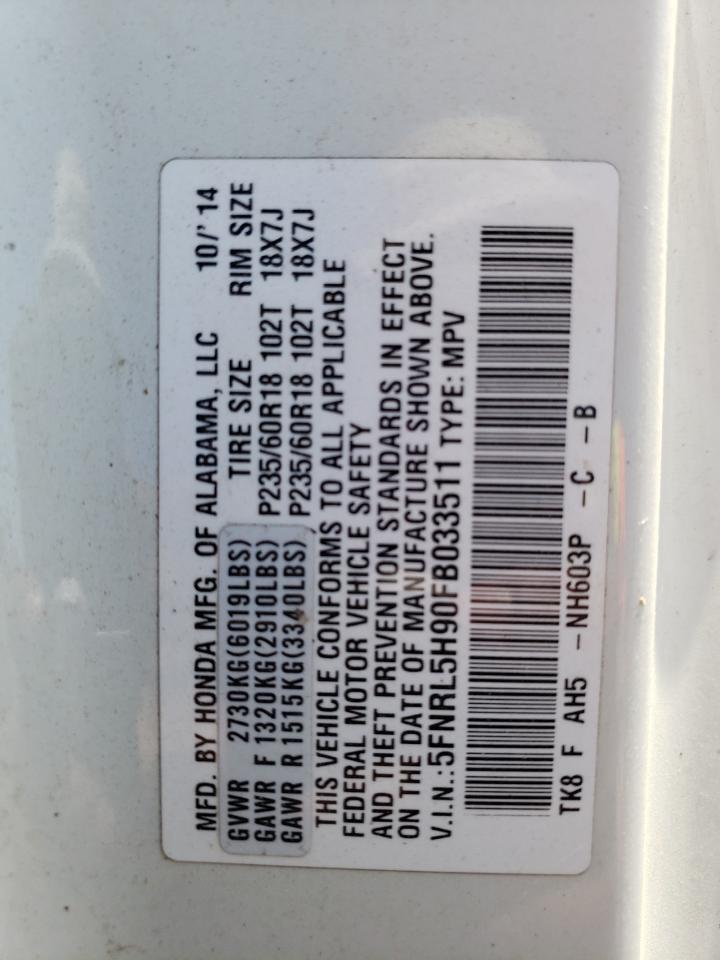 MFD. BY HONDA MFG. OF ALABAMA, LLC 10/' 14
GVWR 2730KG(6019LBS) TIRE SIZE RIM SIZE
GAWR F 1320KG(2910LBS) P235/60R18 102T 18X7J
GAWR R 1515KG(3340LBS) P235/60R18 102T 18X7J
THIS VEHICLE CONFORMS TO ALL APPLICABLE
FEDERAL MOTOR VEHICLE SAFETY
AND THEFT PREVENTION STANDARDS IN EFFECT
ON THE DATE OF MANUFACTURE SHOWN ABOVE.
V.I.N.:5FNRL5H90FB033511 TYPE: MPV
TK8 F AH5 -NH603P -C -B